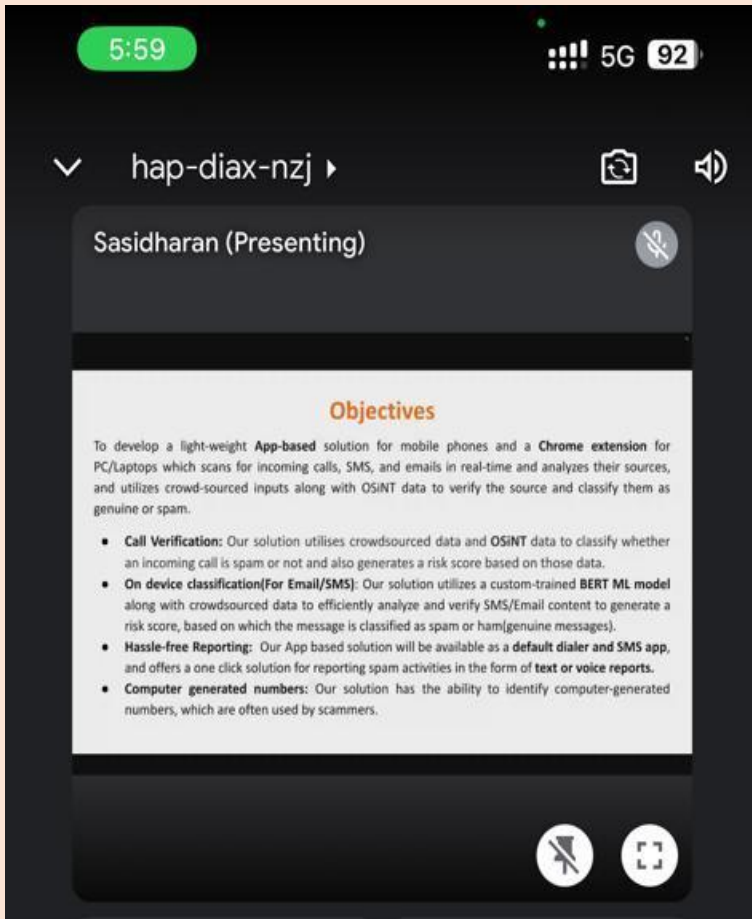 5:59
5G 92
hap-diax-nzj
Sasidharan (Presenting)
Objectives
To develop a light-weight App-based solution for mobile phones and a Chrome extension for
PC/Laptops which scans for incoming calls, SMS, and emails in real-time and analyzes their sources,
and utilizes crowd-sourced inputs along with OSiNT data to verify the source and classify them as
genuine or spam.
• Call Verification: Our solution utilises crowdsourced data and OSiNT data to classify whether
an incoming call is spam or not and also generates a risk score based on those data.
• On device classification(For Email/SMS): Our solution utilizes a custom-trained BERT ML model
along with crowdsourced data to efficiently analyze and verify SMS/Email content to generate a
risk score, based on which the message is classified as spam or ham(genuine messages).
• Hassle-free Reporting: Our App based solution will be available as a default dialer and SMS app,
and offers a one click solution for reporting spam activities in the form of text or voice reports.
• Computer generated numbers: Our solution has the ability to identify computer-generated
numbers, which are often used by scammers.